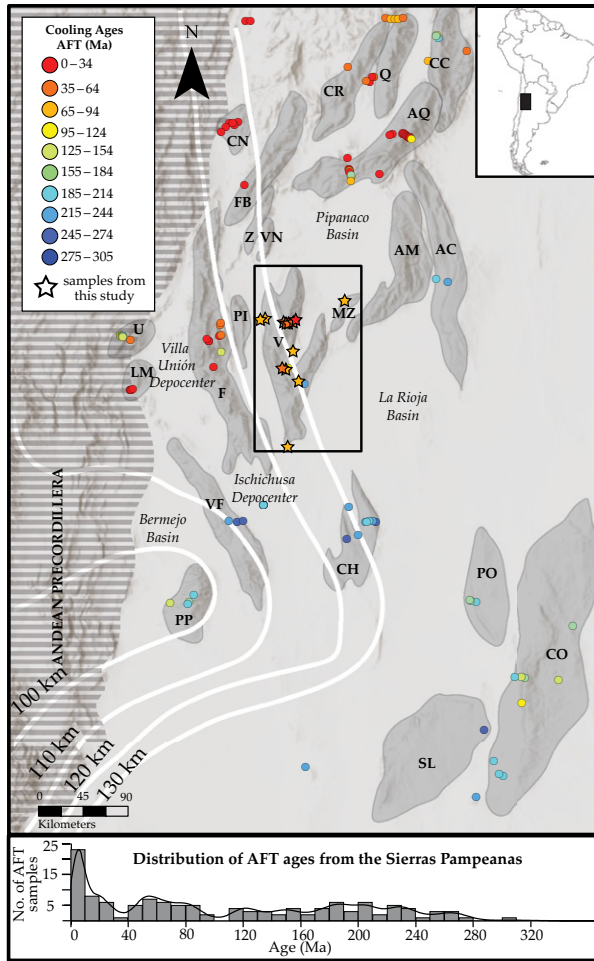 Cooling Ages
AFT (Ma)
0 – 34
35 – 64
65 – 94
95 – 124
125 – 154
155 – 184
185 – 214
215 – 244
245 – 274
275 – 305
samples from
this study
N
CN
FB
Z
VN
CR
Q
CC
AQ
Pipanaco
Basin
AM
AC
PI
MZ
V
U
LM
Villa
Unión
Depocenter
F
La Rioja
Basin
Ischichusa
Depocenter
VF
Bermejo
Basin
CH
PP
PO
CO
SL
ANDEAN PRECORDILLERA
100 km
110 km
120 km
130 km
0 45 90
Kilometers
Distribution of AFT ages from the Sierras Pampeanas
No. of AFT
samples
25
15
5
0 40 80 120 160 200 240 280 320
Age (Ma)